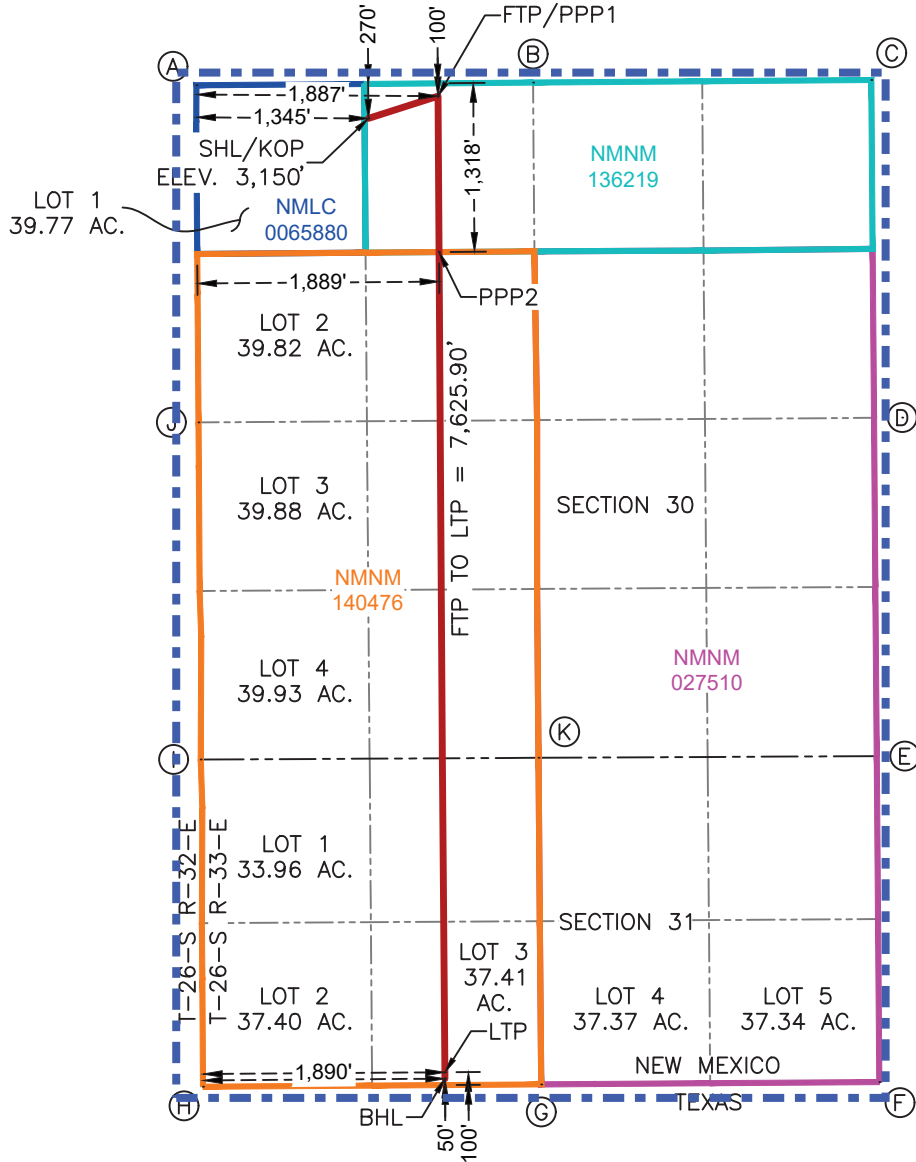 270'
100'
FTP/PPP1
A
B
C
1,887'
1,345'
1,318'
SHL/KOP
ELEV. 3,150'
NMNM
136219
LOT 1
39.77 AC.
NMLC
0065880
1,889'
PPP2
LOT 2
39.82 AC.
J
D
FTP TO LTP = 7,625.90'
LOT 3
39.88 AC.
SECTION 30
NMNM
140476
LOT 4
39.93 AC.
NMNM
027510
K
I
E
T-26-S R-32-E
T-26-S R-33-E
LOT 1
33.96 AC.
SECTION 31
LOT 3
37.41
AC.
LOT 2
37.40 AC.
LOT 4
37.37 AC.
LOT 5
37.34 AC.
LTP
1,890'
NEW MEXICO
TEXAS
H
BHL
50'
100'
G
F